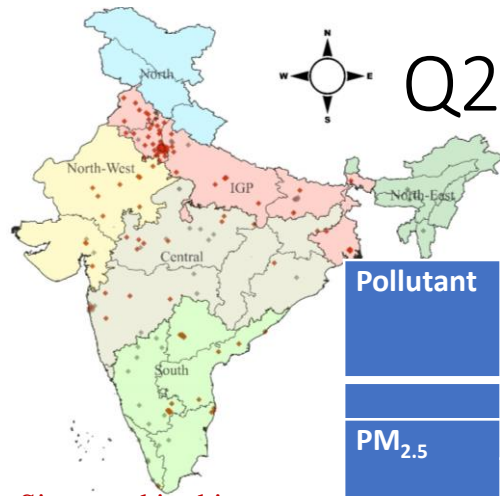 N
W E
S
Q2
North
North-West
IGP
North-East
Central
South
Pollutant
PM2.5